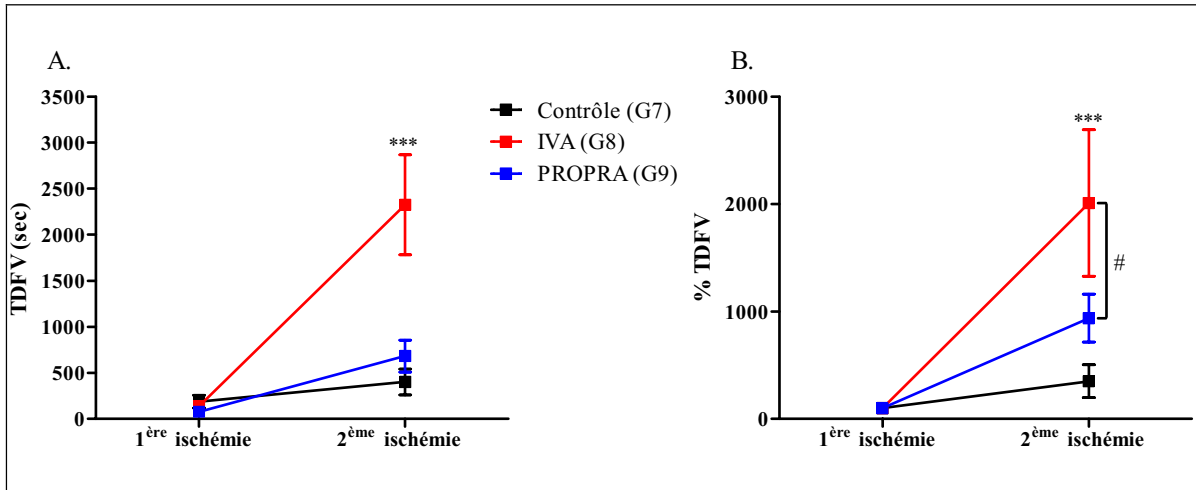 A.
TDFV (sec)
3500
3000
2500
2000
1500
1000
500
0
***
1ère ischémie
2ème ischémie
Contrôle (G7)
IVA (G8)
PROPRA (G9)
B.
% TDFV
3000
2000
1000
0
***
#
1ère ischémie
2ème ischémie